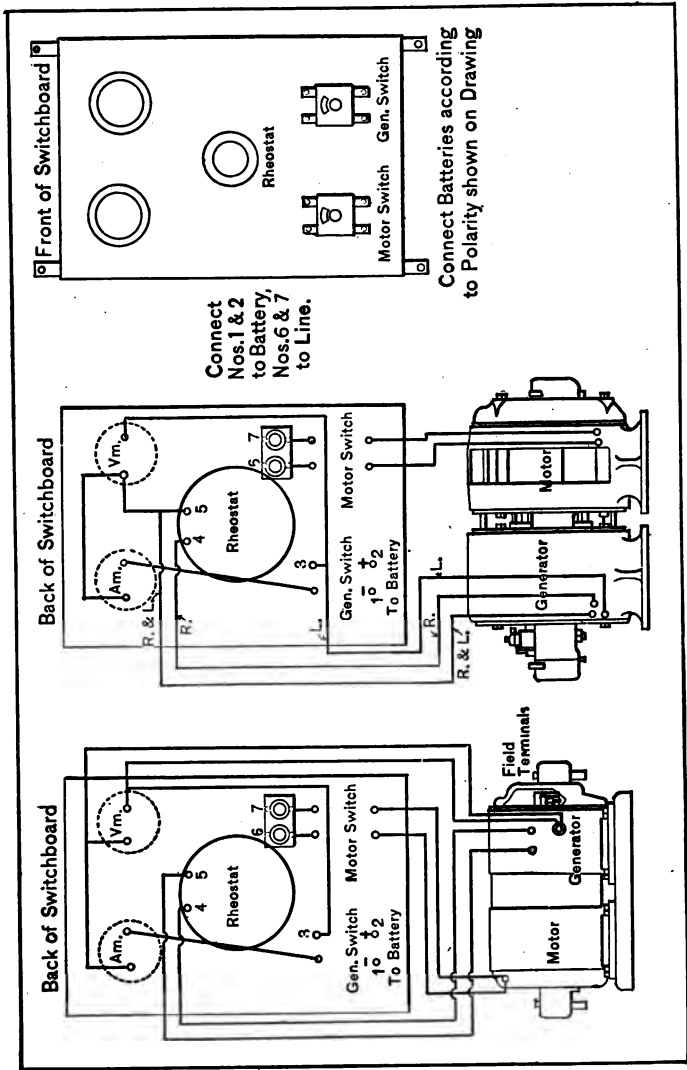 Back of Switchboard
Am.
Vm.
4
5
Rheostat
6
7
3
Gen. Switch
Motor Switch
– +
1 2
To Battery
Motor
Generator
Field
Terminals
Back of Switchboard
Am.
Vm.
R. & L.
R.
4
5
Rheostat
6
7
3
L.
Gen. Switch
Motor Switch
– +
1 2
To Battery
R. & L.
R.
L.
Generator
Motor
Front of Switchboard
Rheostat
Motor Switch
Gen. Switch
Connect
Nos.1 & 2
to Battery,
Nos.6 & 7
to Line.
Connect Batteries according
to Polarity shown on Drawing